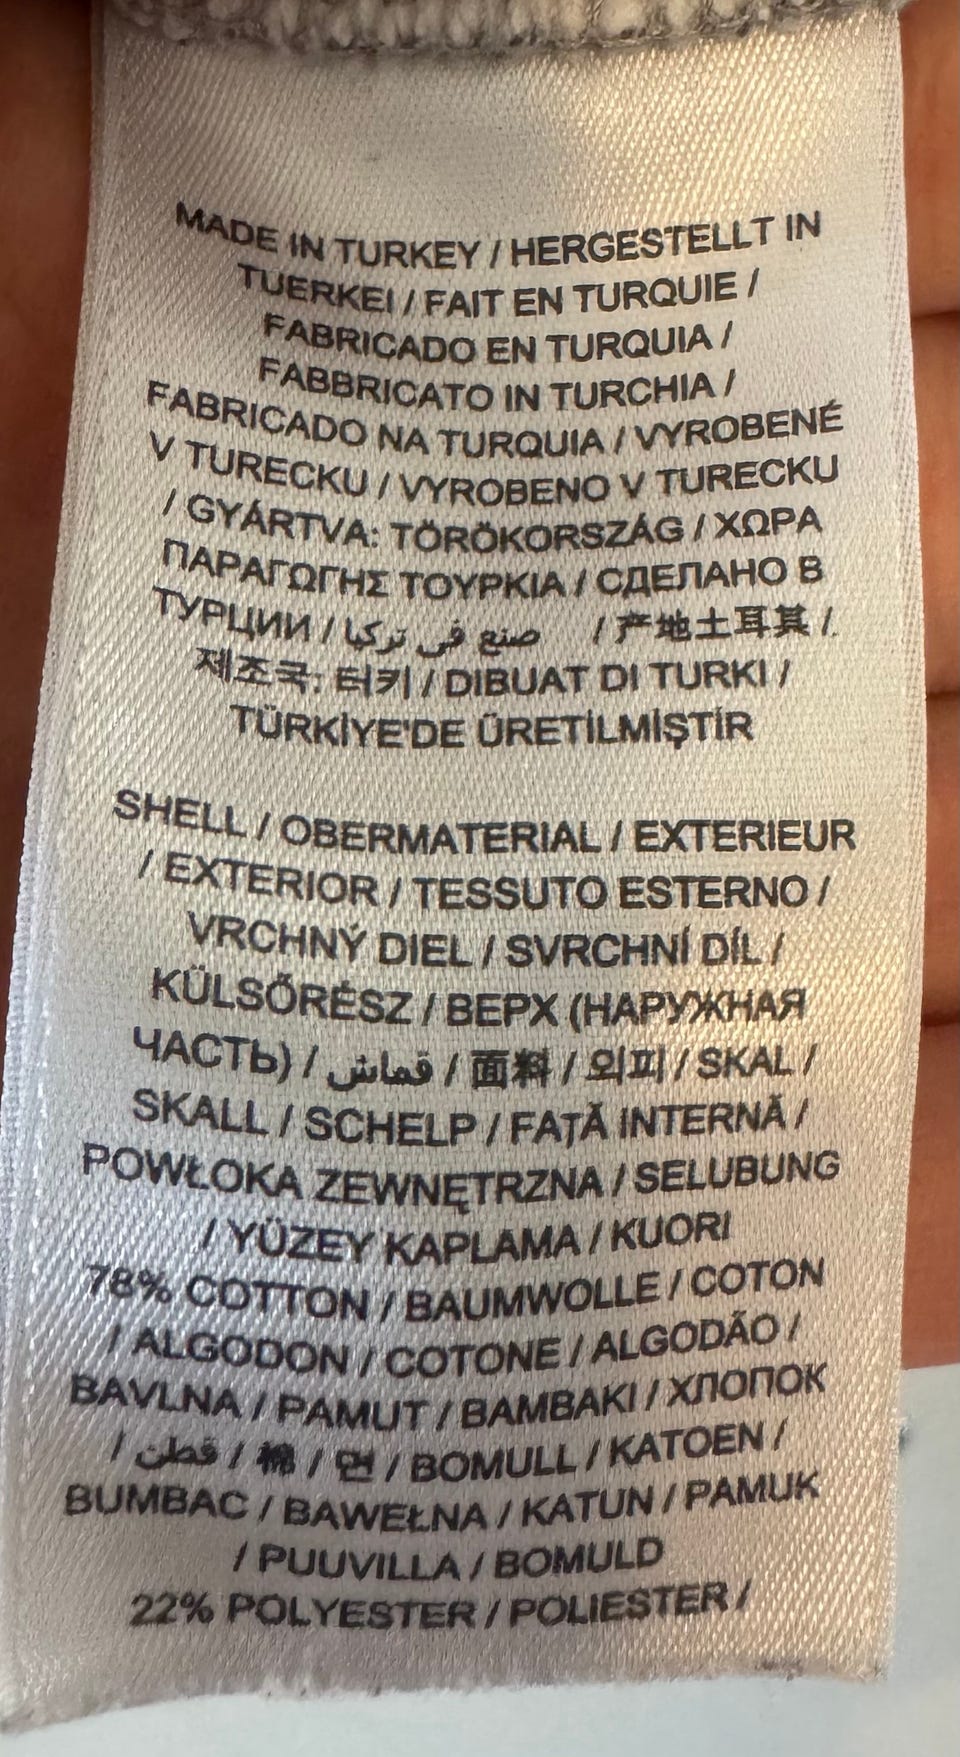 MADE IN TURKEY / HERGESTELLT IN
TUERKEI / FAIT EN TURQUIE /
FABRICADO EN TURQUIA /
FABBRICATO IN TURCHIA /
FABRICADO NA TURQUIA / VYROBENÉ
V TURECKU / VYROBENO V TURECKU
/ GYÁRTVA: TÖRÖKORSZÁG / ΧΩΡΑ
ΠΑΡΑΓΩΓΗΣ ΤΟΥΡΚΙΑ / СДЕЛАНО В
ТУРЦИИ / صنع في تركيا / 产地土耳其 /
제조국: 터키 / DIBUAT DI TURKI /
TÜRKİYE'DE ÜRETİLMİŞTİR
SHELL / OBERMATERIAL / EXTERIEUR
/ EXTERIOR / TESSUTO ESTERNO /
VRCHNÝ DIEL / SVRCHNÍ DÍL /
KÜLSŐRÉSZ / ВЕРХ (НАРУЖНАЯ
ЧАСТЬ) / قماش / 面料 / 외피 / SKAL /
SKALL / SCHELP / FAȚĂ INTERNĂ /
POWŁOKA ZEWNĘTRZNA / SELUBUNG
/ YÜZEY KAPLAMA / KUORI
78% COTTON / BAUMWOLLE / COTON
/ ALGODON / COTONE / ALGODÃO /
BAVLNA / PAMUT / BAMBAKI / ХЛОПОК
/ قطن / 棉 / 면 / BOMULL / KATOEN /
BUMBAC / BAWEŁNA / KATUN / PAMUK
/ PUUVILLA / BOMULD
22% POLYESTER / POLIESTER /